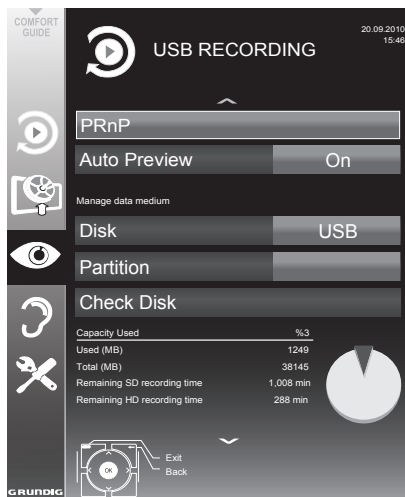 COMFORT
GUIDE
USB RECORDING
20.09.2010
15:46
PRnP
Auto Preview On
Manage data medium
Disk USB
Partition
Check Disk
Capacity Used %3
Used (MB) 1249
Total (MB) 38145
Remaining SD recording time 1,008 min
Remaining HD recording time 288 min
Exit
OK
Back
GRUNDIG